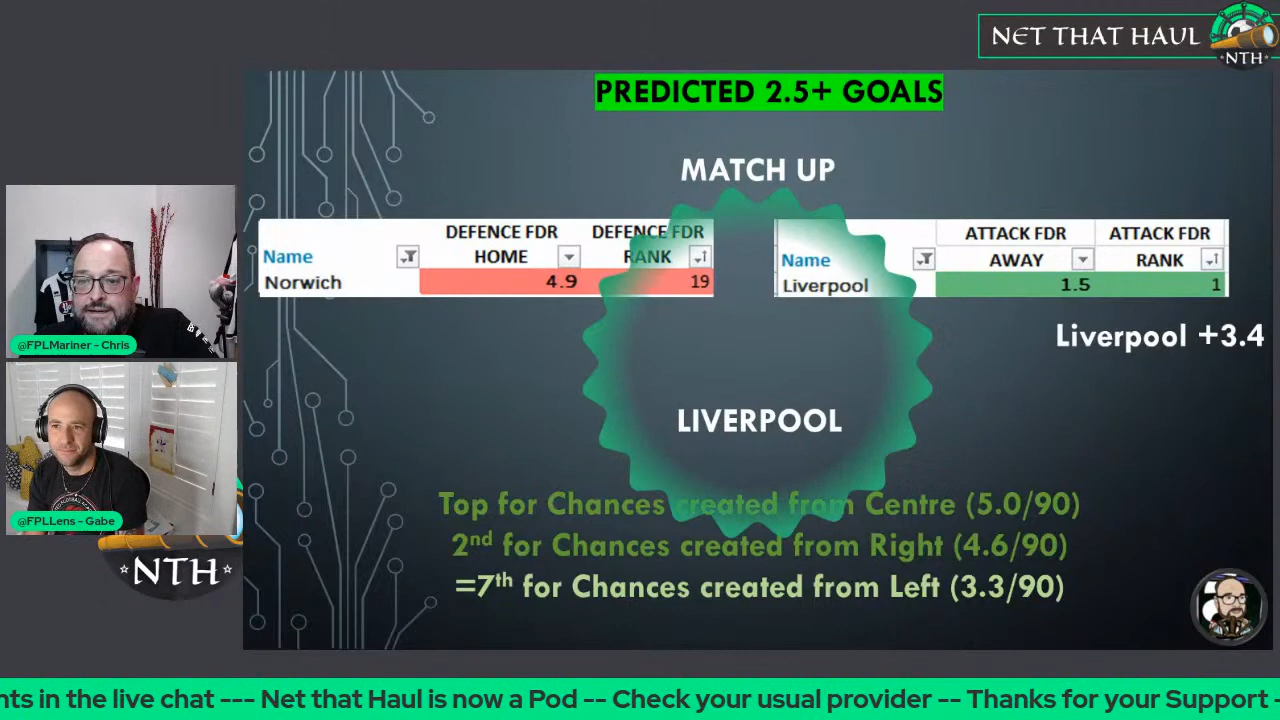 NET THAT HAUL
NTH
PREDICTED 2.5+ GOALS
MATCH UP
Name DEFENCE FDR HOME DEFENCE FDR RANK
Norwich 4.9 19
Name ATTACK FDR AWAY ATTACK FDR RANK
Liverpool 1.5 1
Liverpool +3.4
LIVERPOOL
Top for Chances created from Centre (5.0/90)
2nd for Chances created from Right (4.6/90)
=7th for Chances created from Left (3.3/90)
@FPLMariner - Chris
@FPLLens - Gabe
NTH
nts in the live chat --- Net that Haul is now a Pod -- Check your usual provider -- Thanks for your Support -